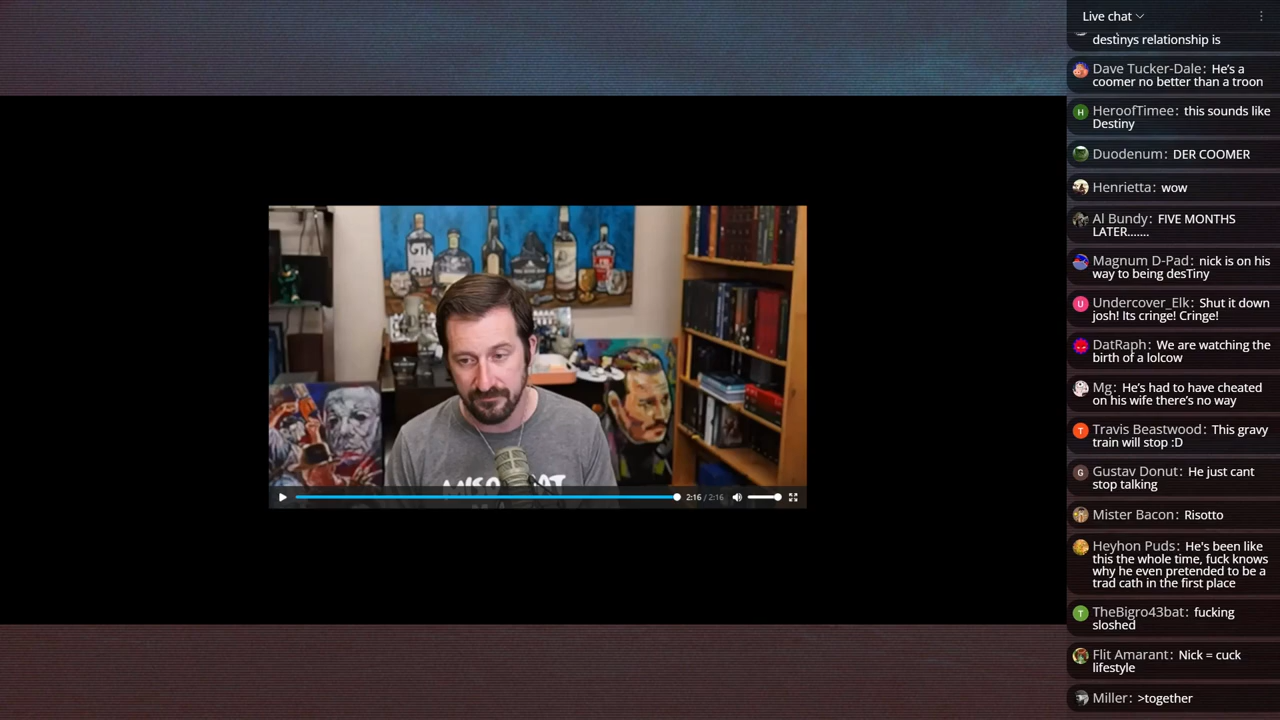 Live chat
destinys relationship is
Dave Tucker-Dale: He's a
coomer no better than a troon
HeroofTimee: this sounds like
Destiny
Duodenum: DER COOMER
Henrietta: wow
Al Bundy: FIVE MONTHS
LATER.......
Magnum D-Pad: nick is on his
way to being desTiny
Undercover_Elk: Shut it down
josh! Its cringe! Cringe!
DatRaph: We are watching the
birth of a lolcow
Mg: He's had to have cheated
on his wife there's no way
Travis Beastwood: This gravy
train will stop :D
Gustav Donut: He just cant
stop talking
Mister Bacon: Risotto
Heyhon Puds: He's been like
this the whole time, fuck knows
why he even pretended to be a
trad cath in the first place
TheBigro43bat: fucking
sloshed
Flit Amarant: Nick = cuck
lifestyle
Miller: >together
GIN
GIN
2:16 / 2:16
H
U
T
G
T